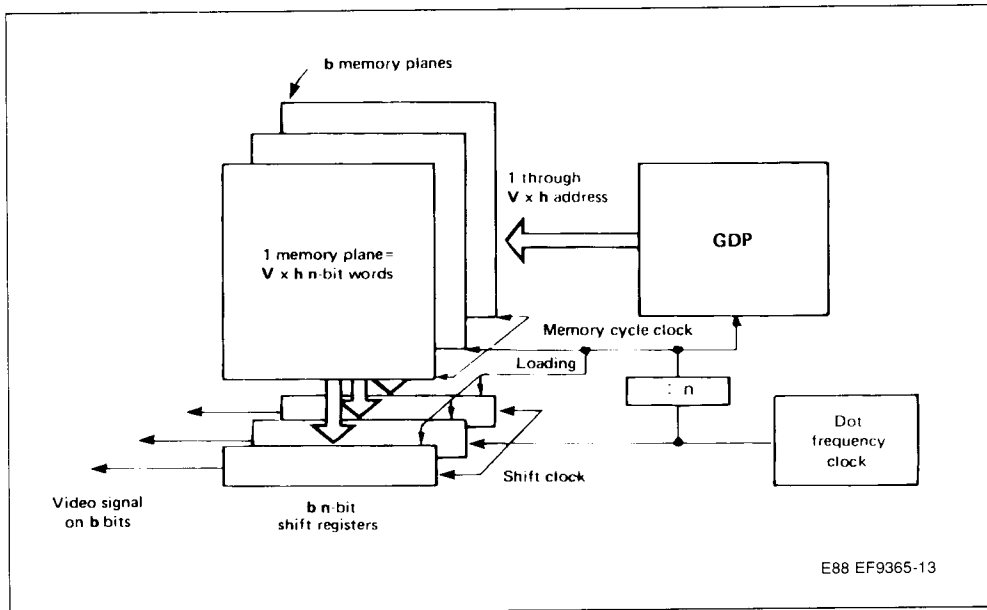 b memory planes
1 through
V x h address
GDP
1 memory plane=
V x h n-bit words
Memory cycle clock
Loading
: n
Dot
frequency
clock
Shift clock
Video signal
on b bits
b n-bit
shift registers
E88 EF9365-13